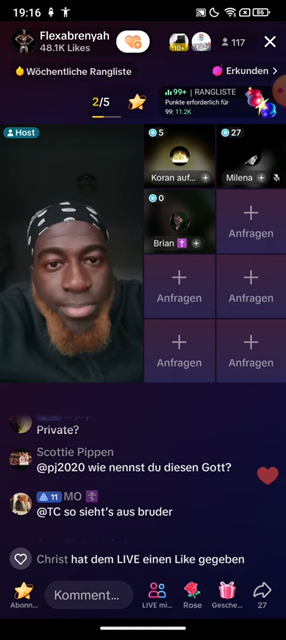 19:16
86
Flexabrenyah
48.1K Likes
10+
117
Wöchentliche Rangliste
Erkunden >
2/5
99+ | RANGLISTE
Punkte erforderlich für
99: 11.2K
Host
5
Koran auf...
27
Milena
0
Brian
Anfragen
Anfragen
Anfragen
Anfragen
Anfragen
Private?
Scottie Pippen
@pj2020 wie nennst du diesen Gott?
11 MO
@TC so sieht's aus bruder
Christ hat dem LIVE einen Like gegeben
Abonn...
Komment...
LIVE mi...
Rose
Gesche...
27